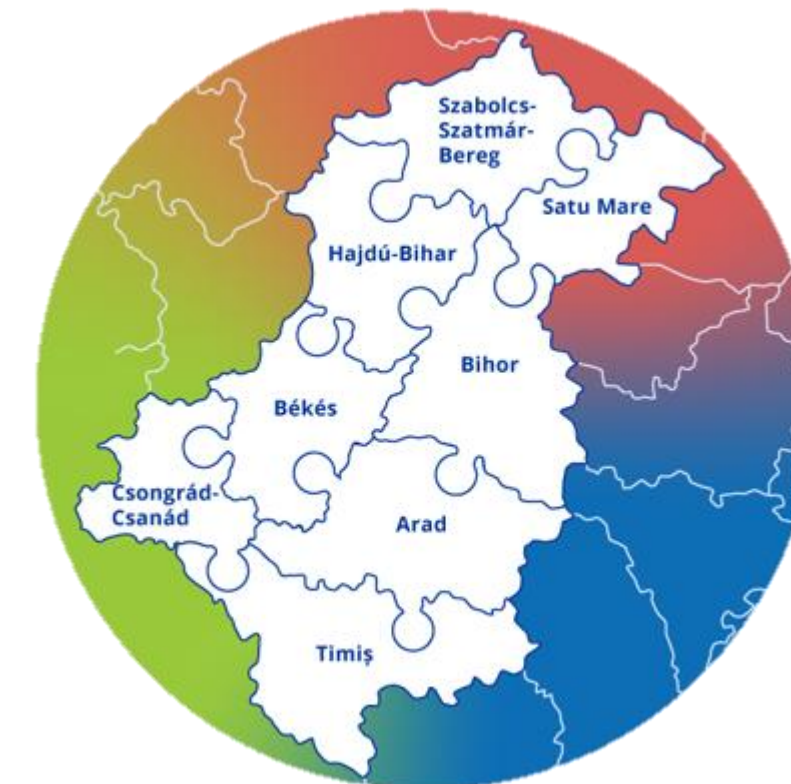 Szabolcs-
Szatmár-
Bereg
Satu Mare
Hajdú-Bihar
Bihor
Békés
Csongrád-
Csanád
Arad
Timiș